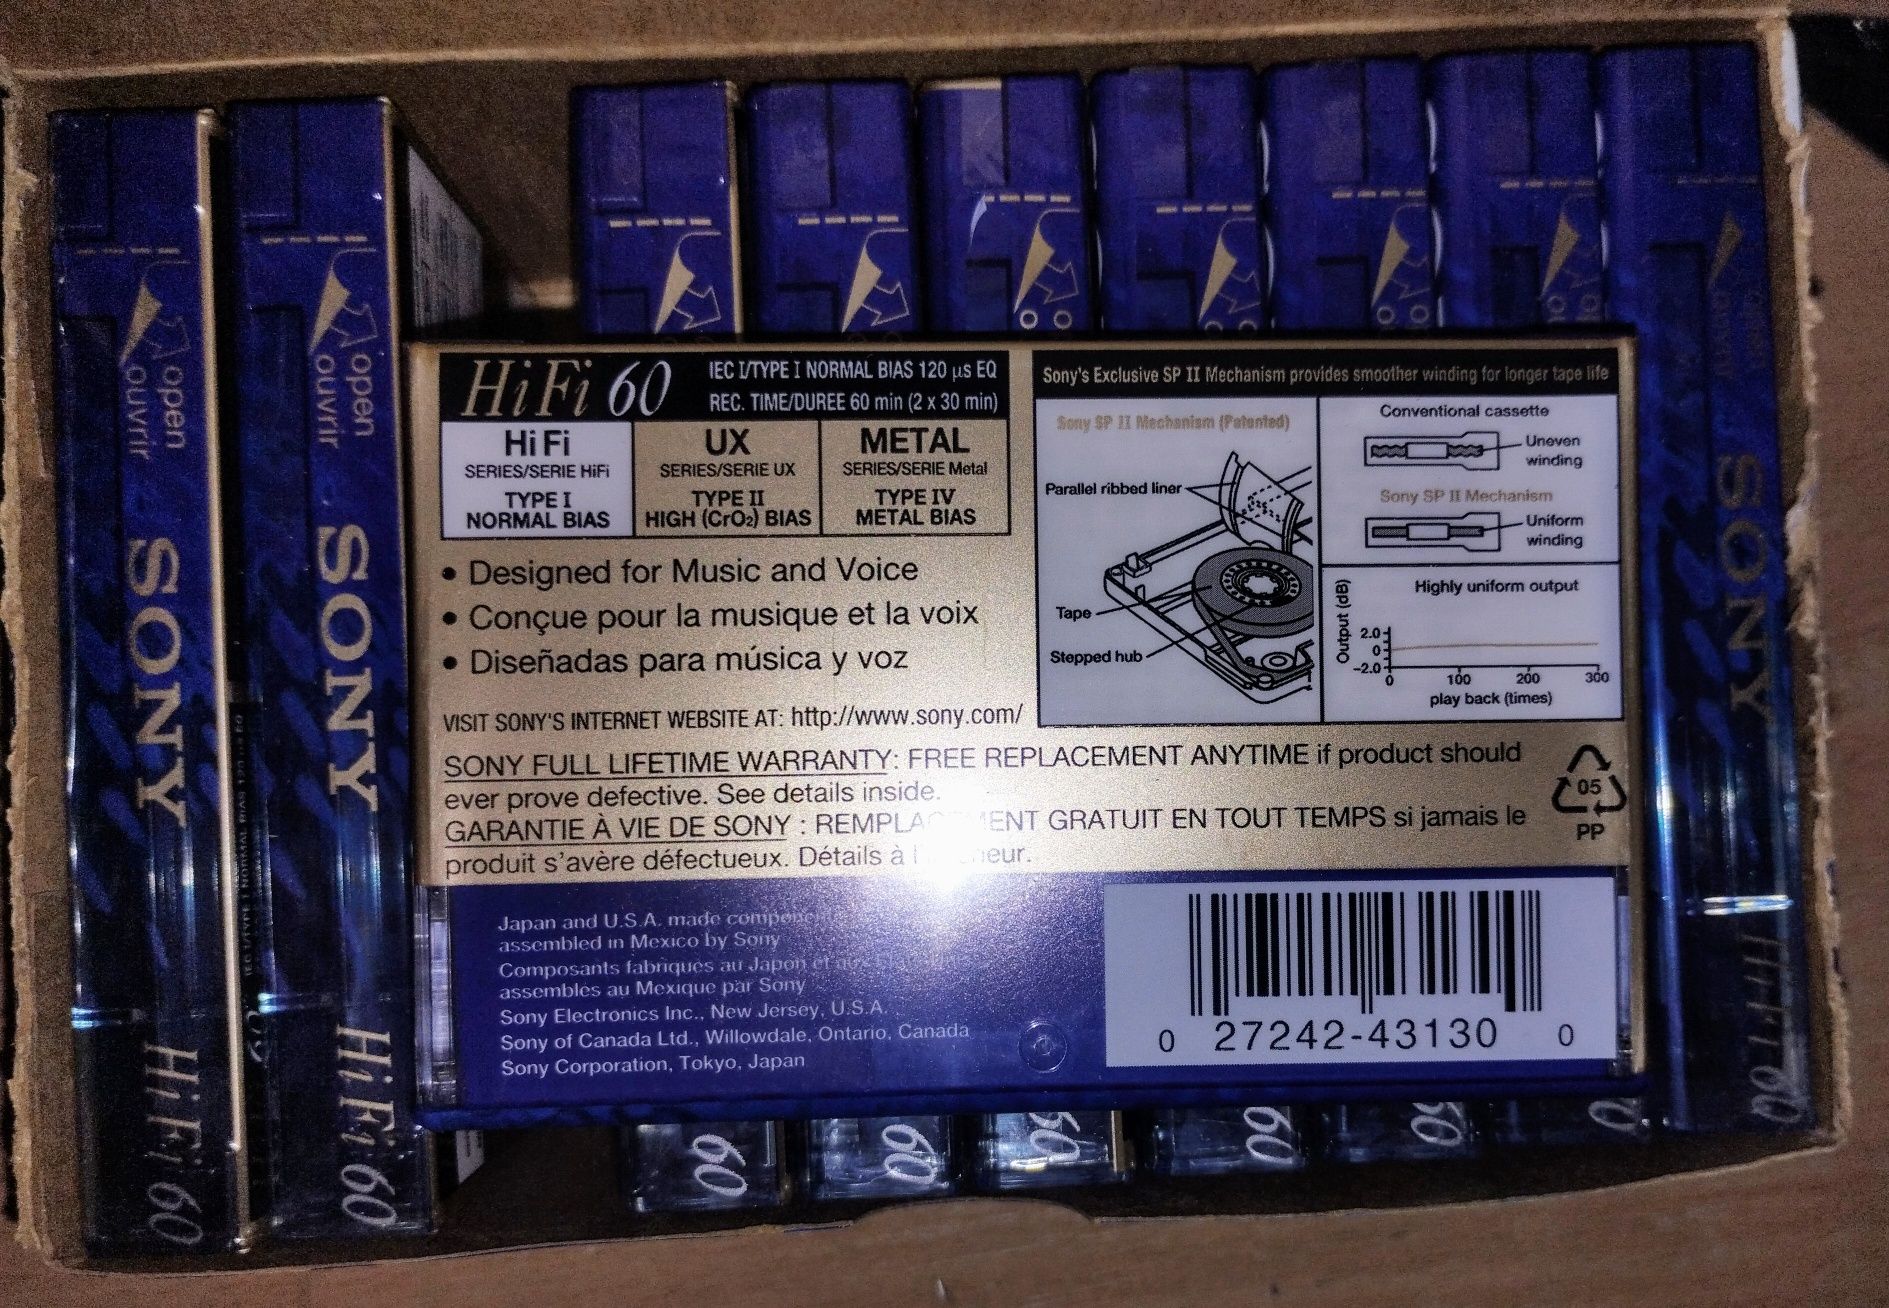 open
ouvrir
SONY
HiFi 60
open
ouvrir
SONY
HiFi 60
HiFi 60
IEC I/TYPE I NORMAL BIAS 120 µs EQ
REC. TIME/DUREE 60 min (2 x 30 min)
HiFi
SERIES/SERIE HiFi
TYPE I
NORMAL BIAS
UX
SERIES/SERIE UX
TYPE II
HIGH (CrO₂) BIAS
METAL
SERIES/SERIE Metal
TYPE IV
METAL BIAS
• Designed for Music and Voice
• Conçue pour la musique et la voix
• Diseñadas para música y voz
VISIT SONY'S INTERNET WEBSITE AT: http://www.sony.com/
Sony's Exclusive SP II Mechanism provides smoother winding for longer tape life
Sony SP II Mechanism (Patented)
Parallel ribbed liner
Tape
Stepped hub
Conventional cassette
Uneven
winding
Sony SP II Mechanism
Uniform
winding
Highly uniform output
Output (dB)
2.0
0
-2.0
0 100 200 300
play back (times)
SONY FULL LIFETIME WARRANTY: FREE REPLACEMENT ANYTIME if product should
ever prove defective. See details inside.
GARANTIE À VIE DE SONY : REMPLACEMENT GRATUIT EN TOUT TEMPS si jamais le
produit s'avère défectueux. Détails à
05
PP
Japan and U.S.A. made
assembled in Mexico by Sony
Composants fabriqués au Japon et
assemblés au Mexique par Sony
Sony Electronics Inc., New Jersey, U.S.A.
Sony of Canada Ltd., Willowdale, Ontario, Canada
Sony Corporation, Tokyo, Japan
0 27242-43130 0
SONY
HiFi 60
60
60
60
60
60